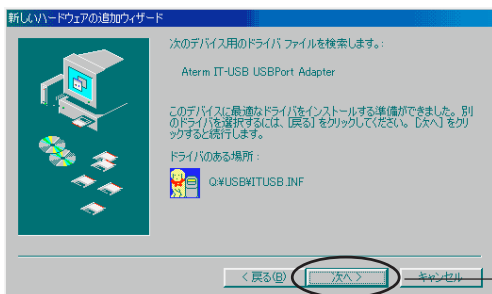 新しいハードウェアの追加ウィザード
次のデバイス用のドライバ ファイルを検索します。:
Aterm IT-USB USBPort Adapter
このデバイスに最適なドライバをインストールする準備ができました。別
のドライバを選択するには、[戻る] をクリックしてください。[次へ] をクリ
ックすると続行します。
ドライバのある場所 :
Q:¥USB¥ITUSB.INF
< 戻る(B)
次へ >
キャンセル